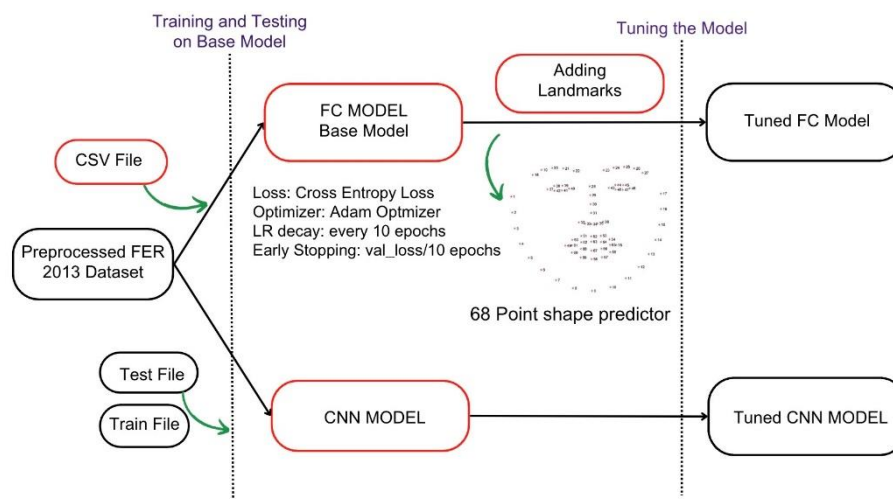 Training and Testing
on Base Model
Tuning the Model
Adding
Landmarks
FC MODEL
Base Model
Tuned FC Model
CSV File
Loss: Cross Entropy Loss
Optimizer: Adam Optmizer
LR decay: every 10 epochs
Early Stopping: val_loss/10 epochs
Preprocessed FER
2013 Dataset
68 Point shape predictor
Test File
Train File
CNN MODEL
Tuned CNN MODEL